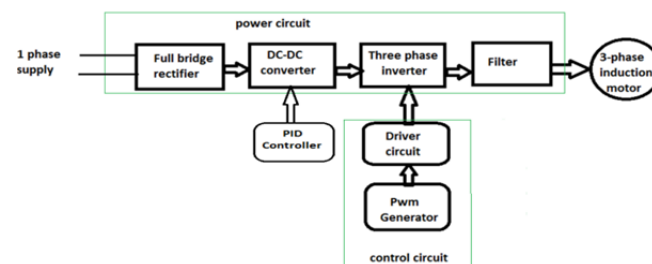 power circuit
1 phase
supply
Full bridge
rectifier
DC-DC
converter
Three phase
inverter
Filter
3-phase
induction
motor
PID
Controller
Driver
circuit
Pwm
Generator
control circuit